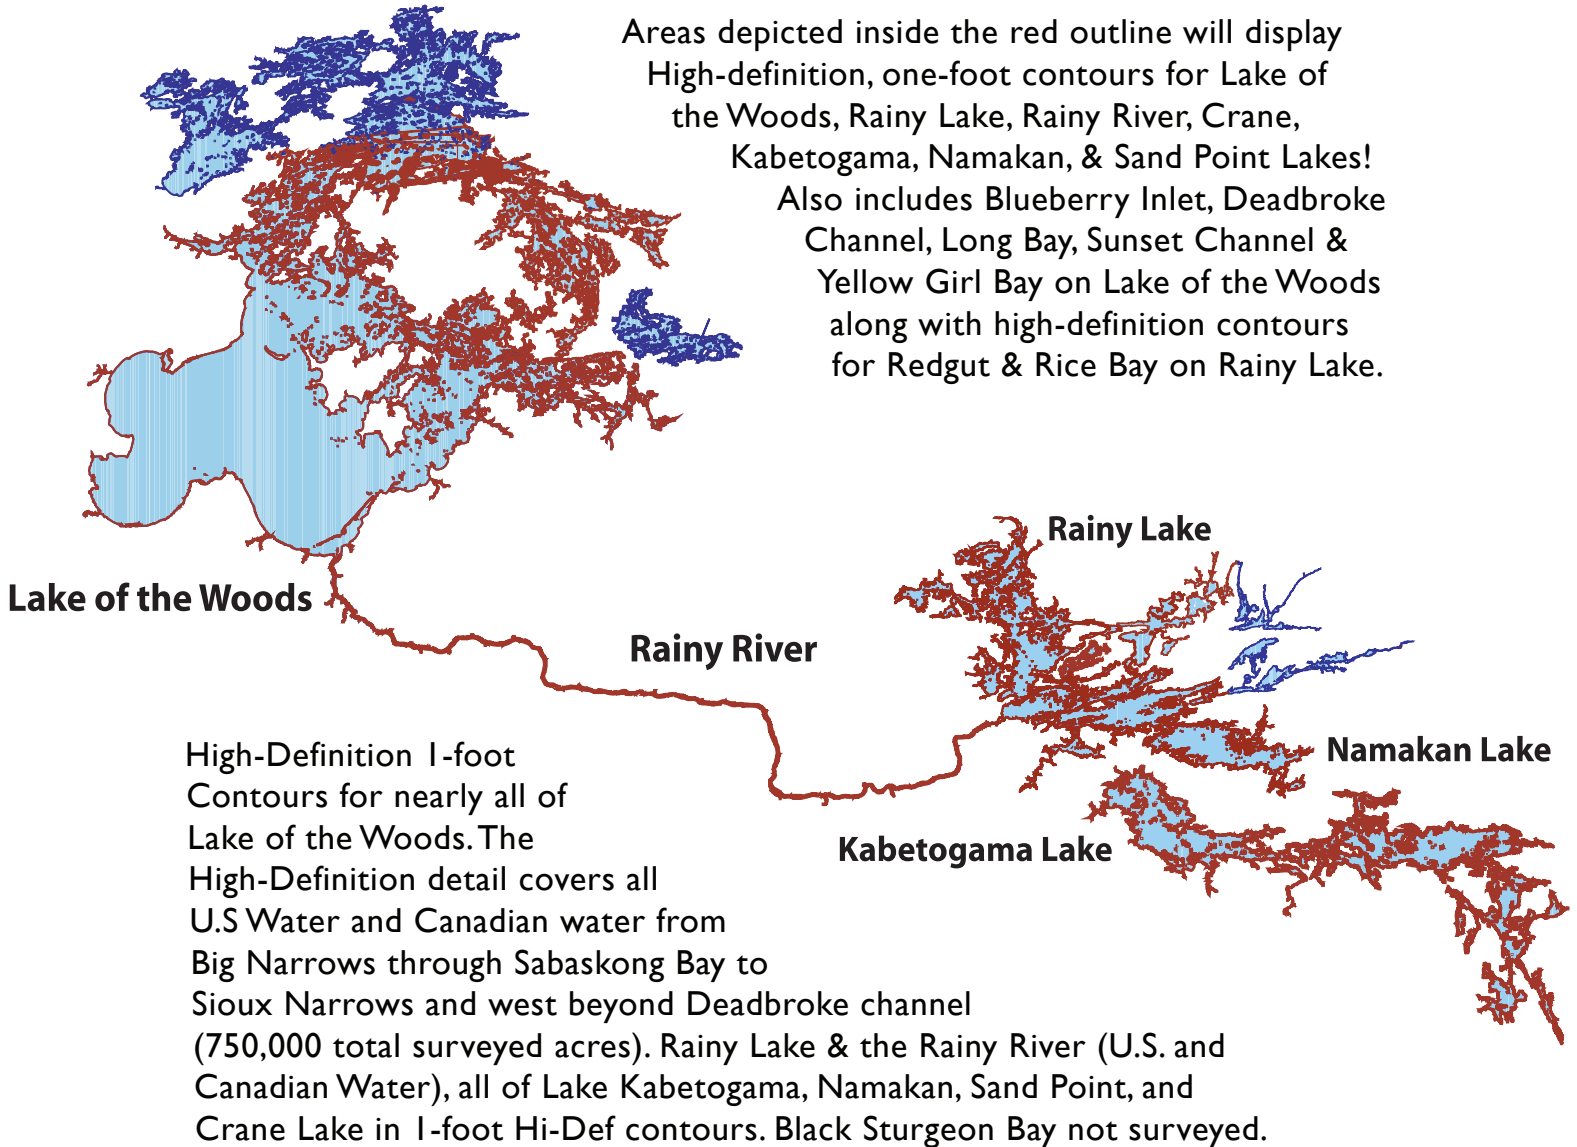 Areas depicted inside the red outline will display
High-definition, one-foot contours for Lake of
the Woods, Rainy Lake, Rainy River, Crane,
Kabetogama, Namakan, & Sand Point Lakes!
Also includes Blueberry Inlet, Deadbroke
Channel, Long Bay, Sunset Channel &
Yellow Girl Bay on Lake of the Woods
along with high-definition contours
for Redgut & Rice Bay on Rainy Lake.
Rainy Lake
Lake of the Woods
Rainy River
Namakan Lake
Kabetogama Lake
High-Definition 1-foot
Contours for nearly all of
Lake of the Woods. The
High-Definition detail covers all
U.S Water and Canadian water from
Big Narrows through Sabaskong Bay to
Sioux Narrows and west beyond Deadbroke channel
(750,000 total surveyed acres). Rainy Lake & the Rainy River (U.S. and
Canadian Water), all of Lake Kabetogama, Namakan, Sand Point, and
Crane Lake in 1-foot Hi-Def contours. Black Sturgeon Bay not surveyed.